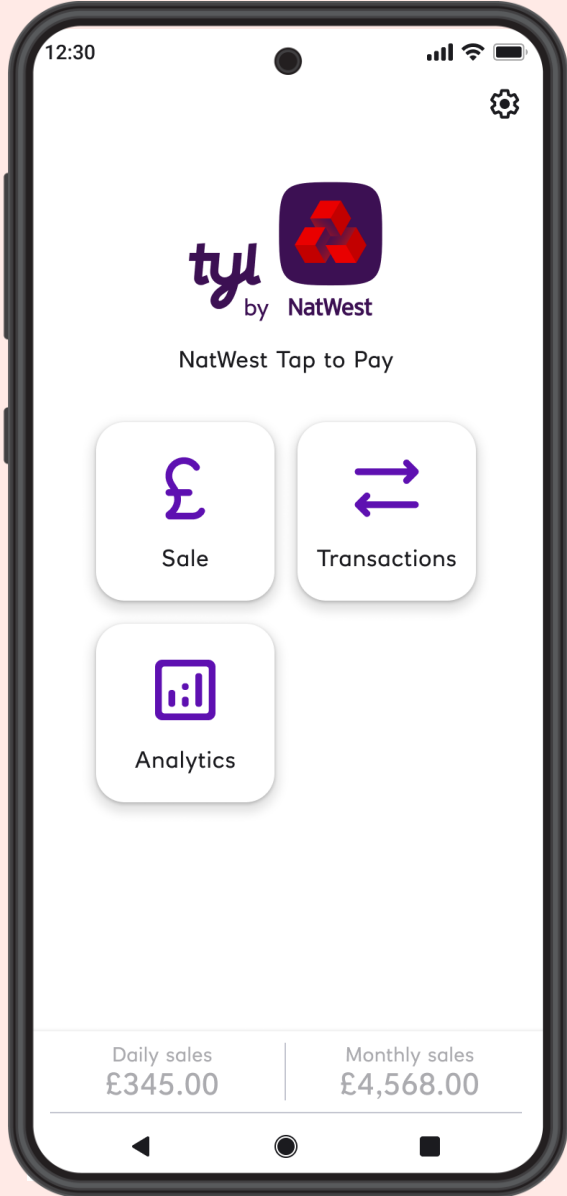 12:30
tyl
by NatWest
NatWest Tap to Pay
£
Sale
Transactions
Analytics
Daily sales
£345.00
Monthly sales
£4,568.00